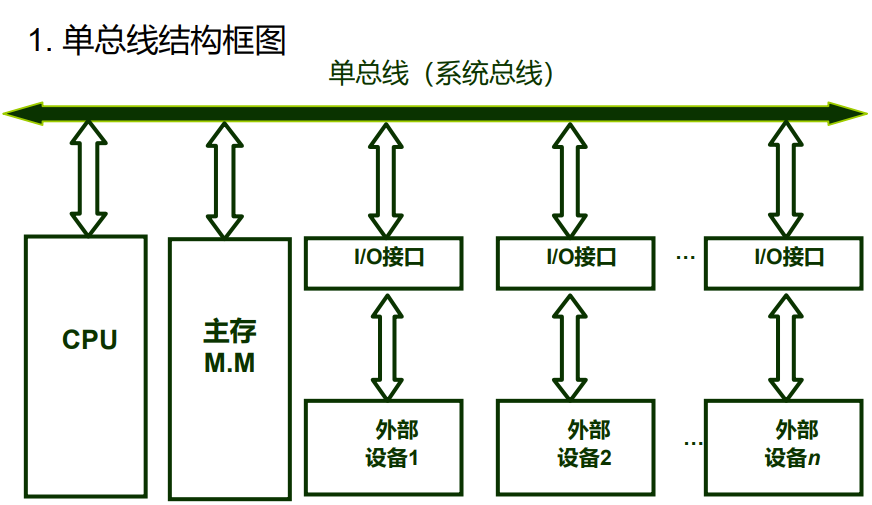 1. 单总线结构框图
单总线（系统总线）
CPU
主存
M.M
I/O接口
I/O接口
…
I/O接口
外部
设备1
外部
设备2
…
外部
设备n